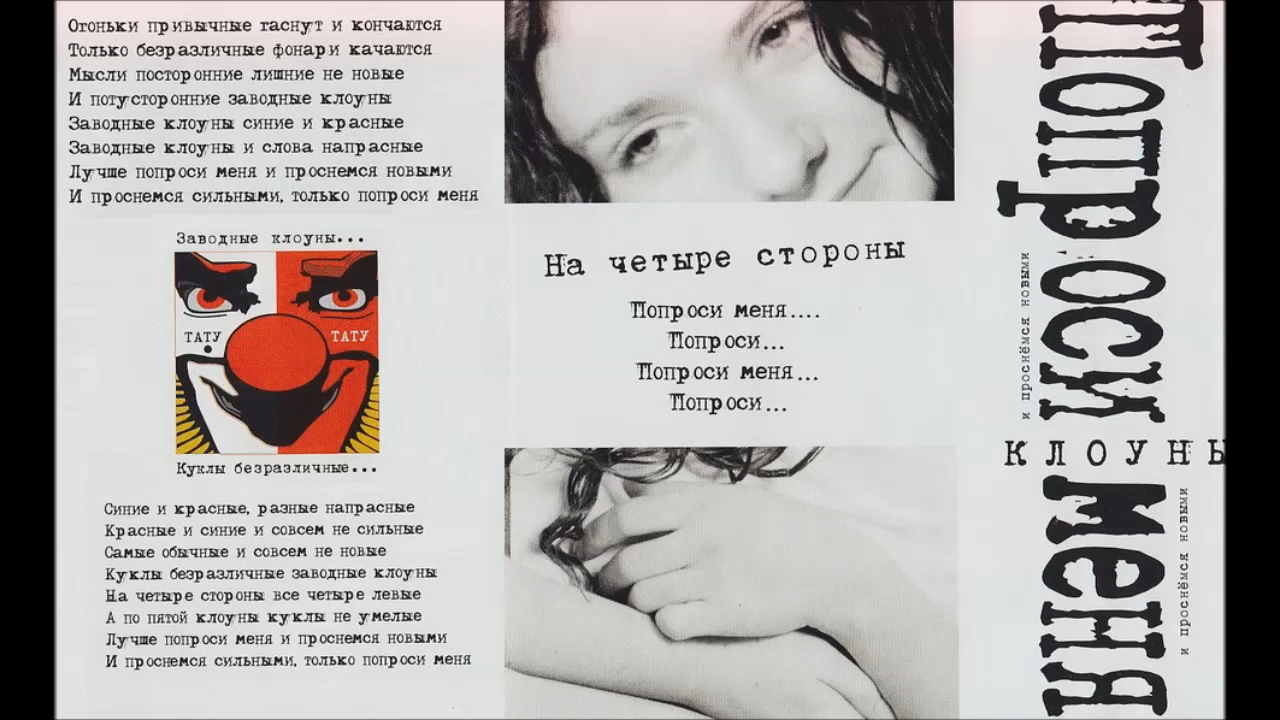 Огоньки привычные гаснут и кончаются
Только безразличные фонари качаются
Мысли посторонние лишние не новые
И потусторонние заводные клоуны
Заводные клоуны синие и красные
Заводные клоуны и слова напрасные
Лучше попроси меня и проснемся новыми
И проснемся сильными, только попроси меня
Заводные клоуны...
ТАТУ ТАТУ
Куклы безразличные...
Синие и красные, разные напрасные
Красные и синие и совсем не сильные
Самые обычные и совсем не новые
Куклы безразличные заводные клоуны
На четыре стороны все четыре левые
А по пятой клоуны куклы не умелые
Лучше попроси меня и проснемся новыми
И проснемся сильными, только попроси меня
На четыре стороны
Попроси меня....
Попроси...
Попроси меня...
Попроси...
Попроси меня
и проснёмся новыми
КЛОУНЫ
и проснёмся новыми